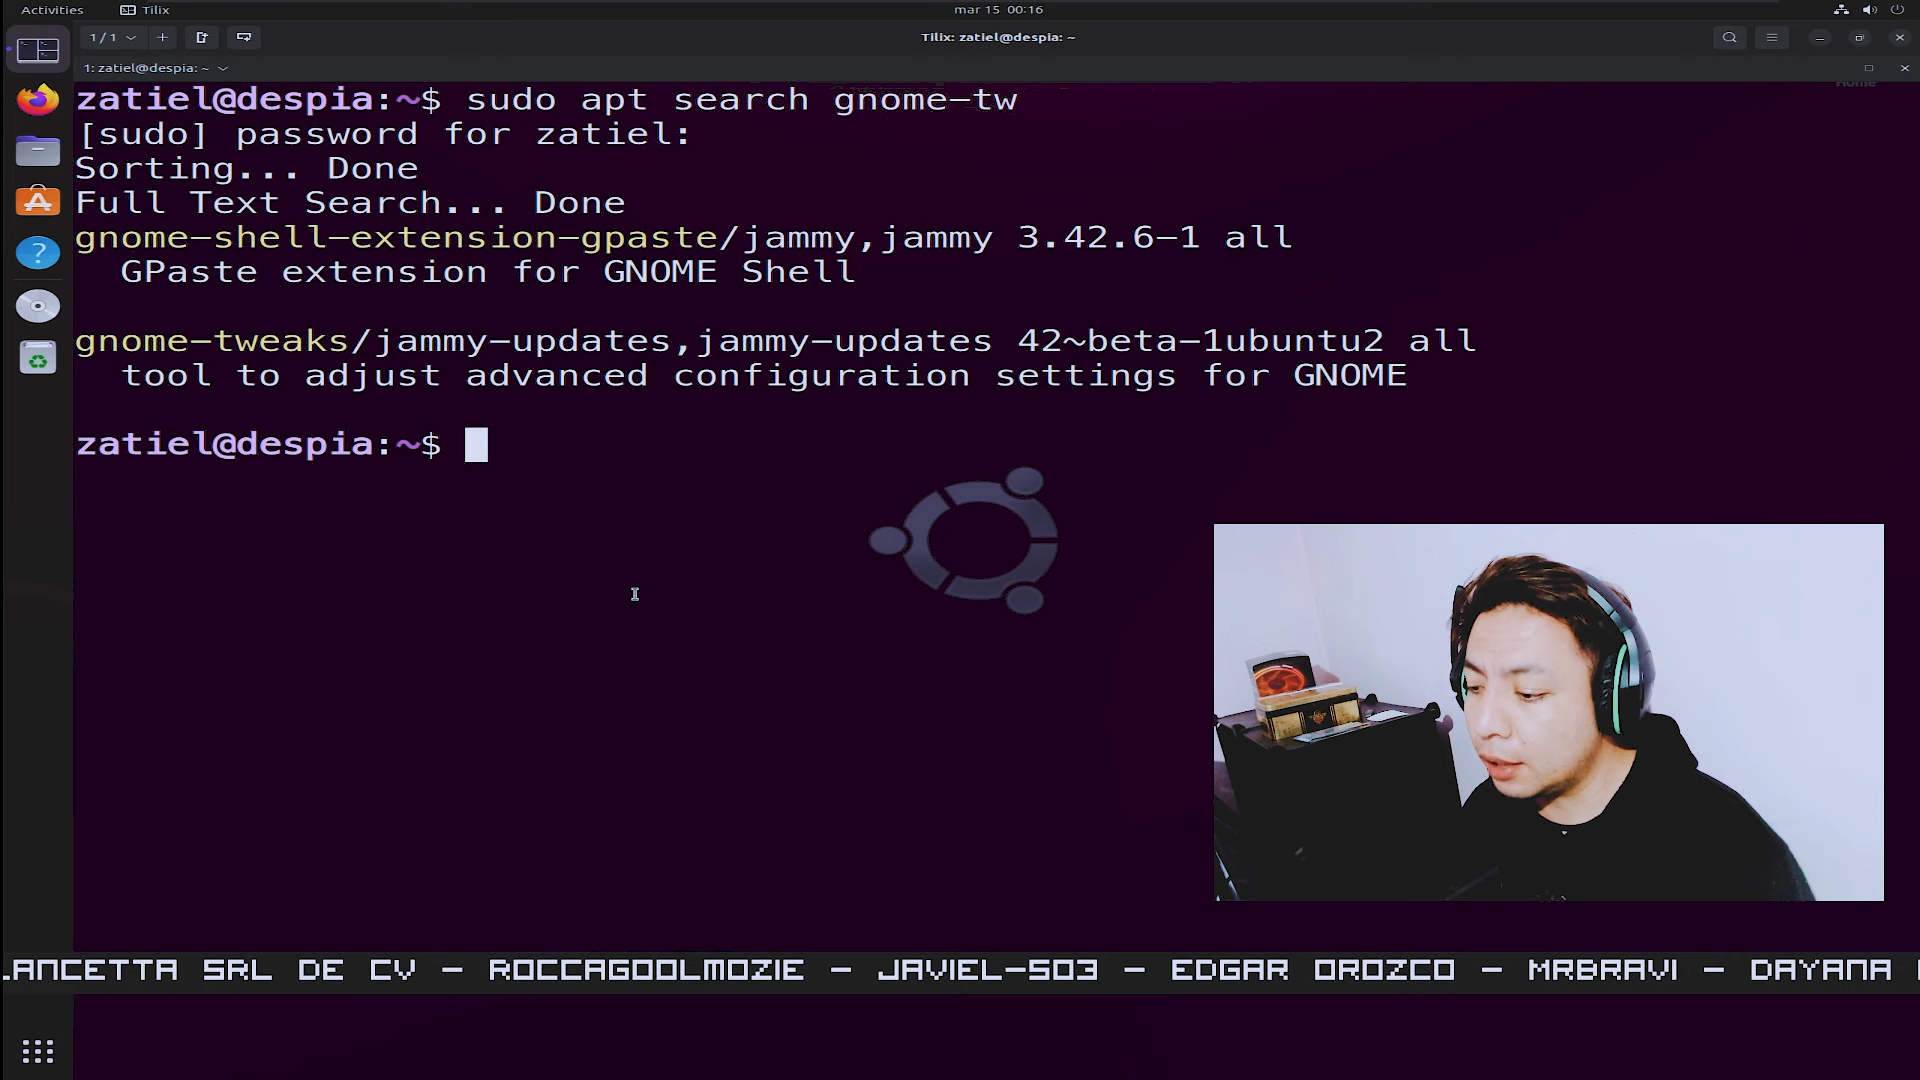 Activities
Tilix
mar 15 00:16
1 / 1
Tilix: zatiel@despia: ~
1: zatiel@despia: ~
Home
zatiel@despia:~$ sudo apt search gnome-tw
[sudo] password for zatiel:
Sorting... Done
Full Text Search... Done
gnome-shell-extension-gpaste/jammy,jammy 3.42.6-1 all
GPaste extension for GNOME Shell
gnome-tweaks/jammy-updates,jammy-updates 42~beta-1ubuntu2 all
tool to adjust advanced configuration settings for GNOME
zatiel@despia:~$
LANCETTA SRL DE CV - ROCCAGOOLMOZIE - JAVIEL-503 - EDGAR OROZCO - MRBRAVI - DAYANA